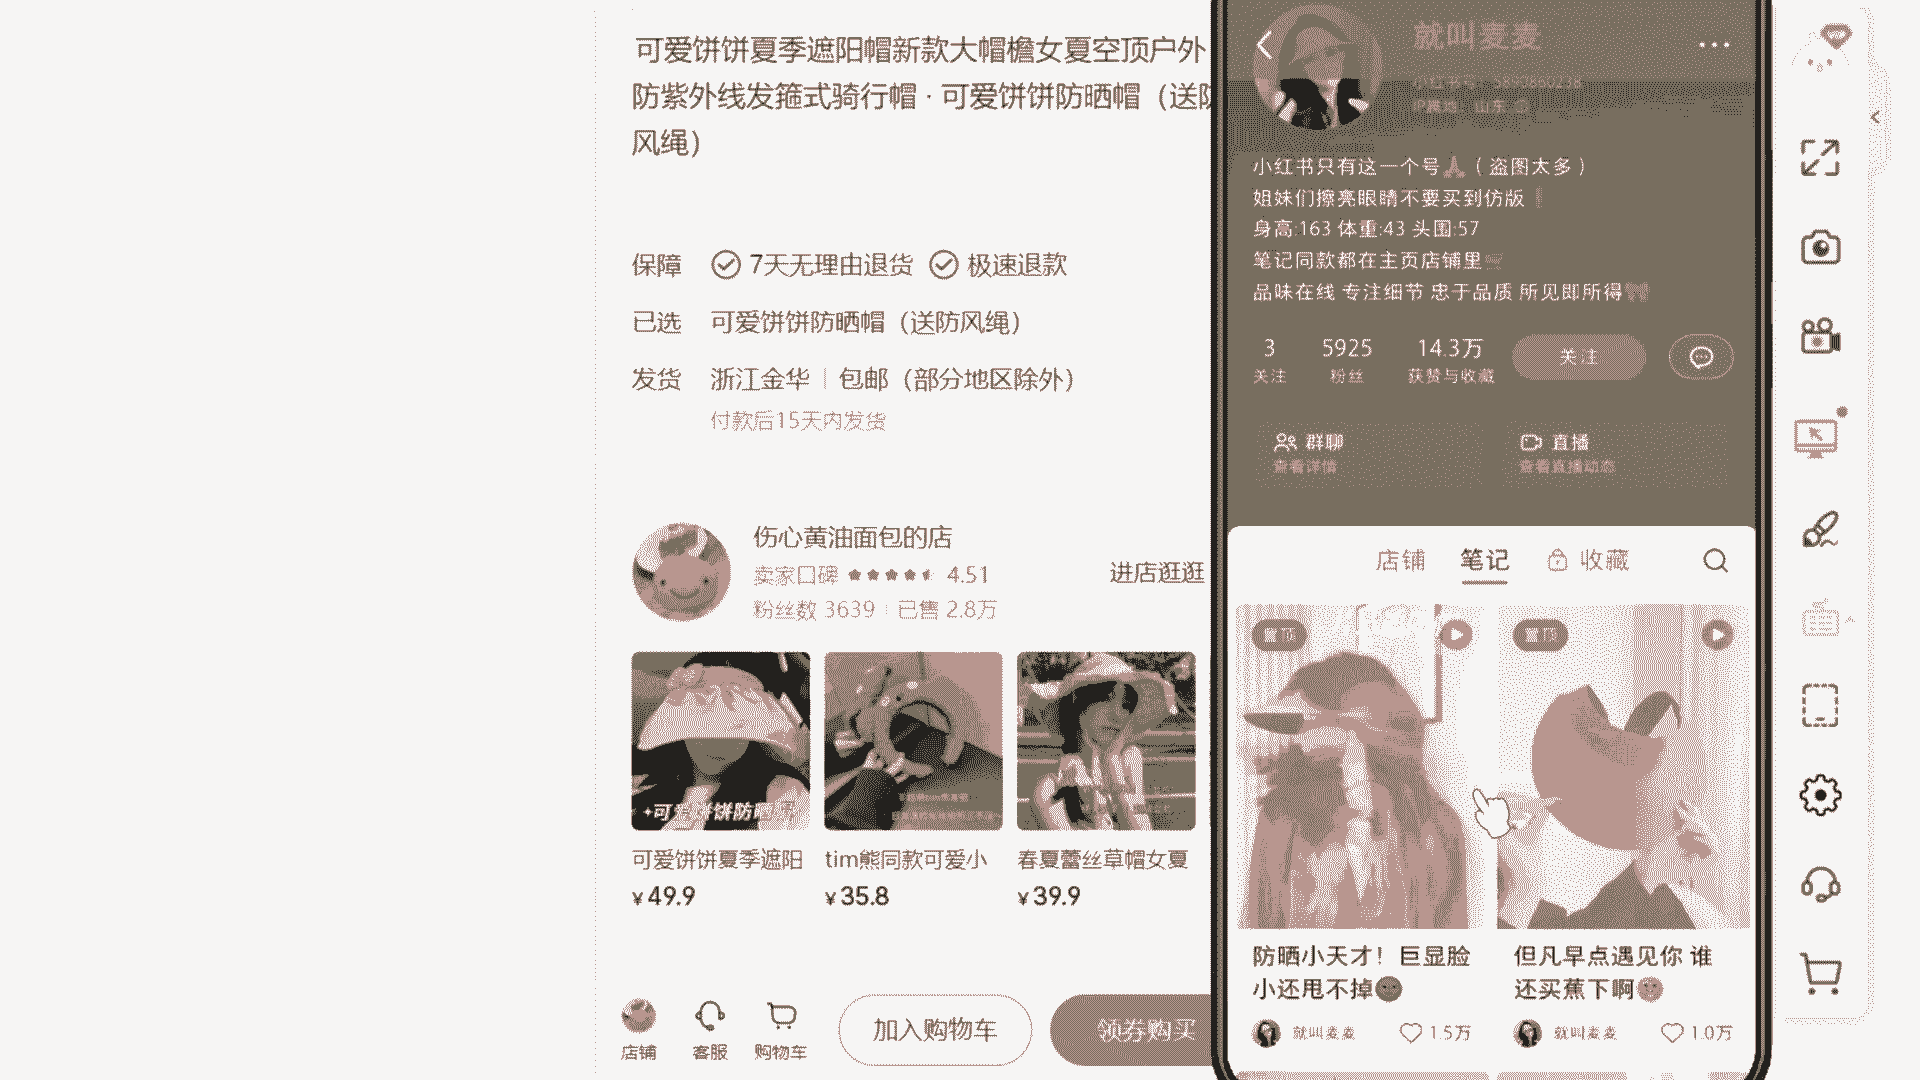 可爱饼饼夏季遮阳帽新款大帽檐女夏空顶户外
防紫外线发箍式骑行帽 · 可爱饼饼防晒帽（送防
风绳）
保障 7天无理由退货 极速退款
已选 可爱饼饼防晒帽（送防风绳）
发货 浙江金华 | 包邮（部分地区除外）
付款后15天内发货
伤心黄油面包的店
卖家口碑 4.51
粉丝数 3639 | 已售 2.8万
进店逛逛
可爱饼饼防晒
可爱饼饼夏季遮阳
¥49.9
tim熊同款可爱小
¥35.8
春夏蕾丝草帽女夏
¥39.9
店铺
客服
购物车
加入购物车
领券购买
就叫麦麦
小红书号：5890860238
IP属地：山东
小红书只有这一个号🙏（盗图太多）
姐妹们擦亮眼睛不要买到仿版
身高:163 体重:43 头围:57
笔记同款都在主页店铺里🛒
品味在线 专注细节 忠于品质 所见即所得🎀
3 5925 14.3万
关注 粉丝 获赞与收藏
关注
群聊
查看详情
直播
查看直播动态
店铺 笔记 收藏
置顶
置顶
防晒小天才！巨显脸
小还甩不掉
就叫麦麦 1.5万
但凡早点遇见你 谁
还买蕉下啊
就叫麦麦 1.0万